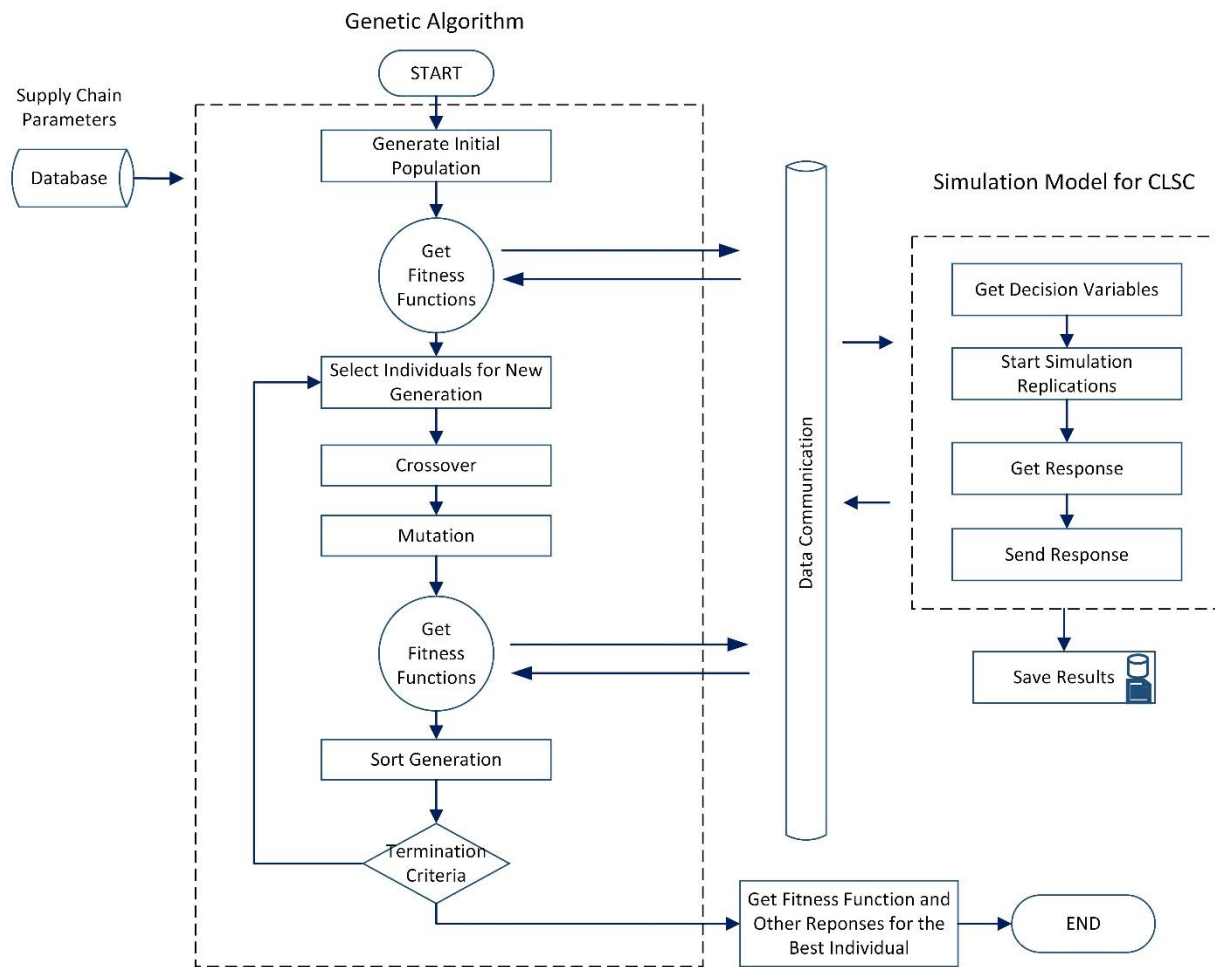 Genetic Algorithm
START
Supply Chain
Parameters
Database
Generate Initial
Population
Get
Fitness
Functions
Select Individuals for New
Generation
Crossover
Mutation
Get
Fitness
Functions
Sort Generation
Termination
Criteria
Data Communication
Simulation Model for CLSC
Get Decision Variables
Start Simulation
Replications
Get Response
Send Response
Save Results
Get Fitness Function and
Other Reponses for the
Best Individual
END